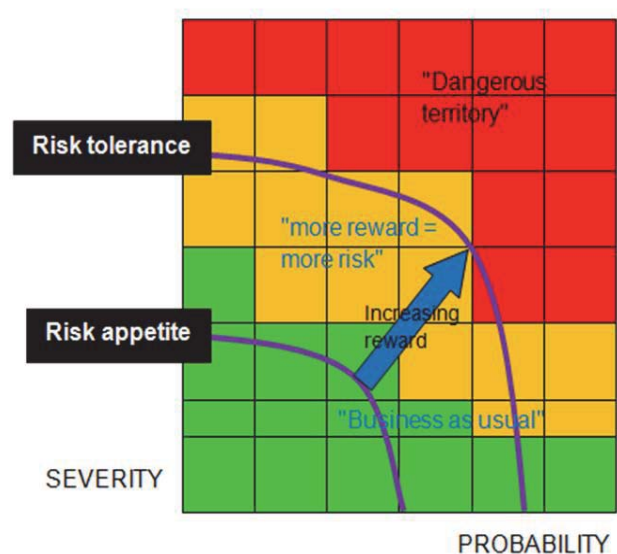 "Dangerous
territory"
Risk tolerance
"more reward =
more risk"
Increasing
reward
Risk appetite
"Business as usual"
SEVERITY
PROBABILITY